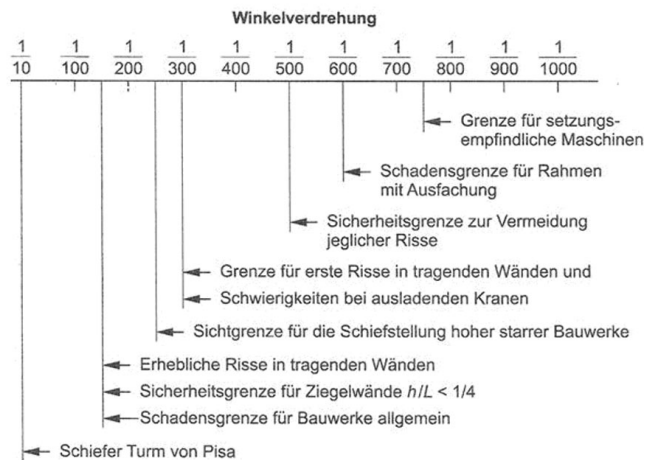 Winkelverdrehung
1/10 1/100 1/200 1/300 1/400 1/500 1/600 1/700 1/800 1/900 1/1000
Grenze für setzungs-
empfindliche Maschinen
Schadensgrenze für Rahmen
mit Ausfachung
Sicherheitsgrenze zur Vermeidung
jeglicher Risse
Grenze für erste Risse in tragenden Wänden und
Schwierigkeiten bei ausladenden Kranen
Sichtgrenze für die Schiefstellung hoher starrer Bauwerke
Erhebliche Risse in tragenden Wänden
Sicherheitsgrenze für Ziegelwände h/L < 1/4
Schadensgrenze für Bauwerke allgemein
Schiefer Turm von Pisa